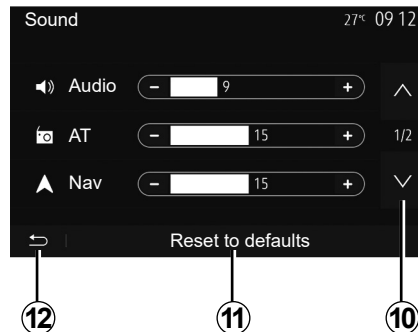 Sound 27°C 09 12
Audio - 9 +
AT - 15 +
1/2
Nav - 15 +
Reset to defaults
12 11 10